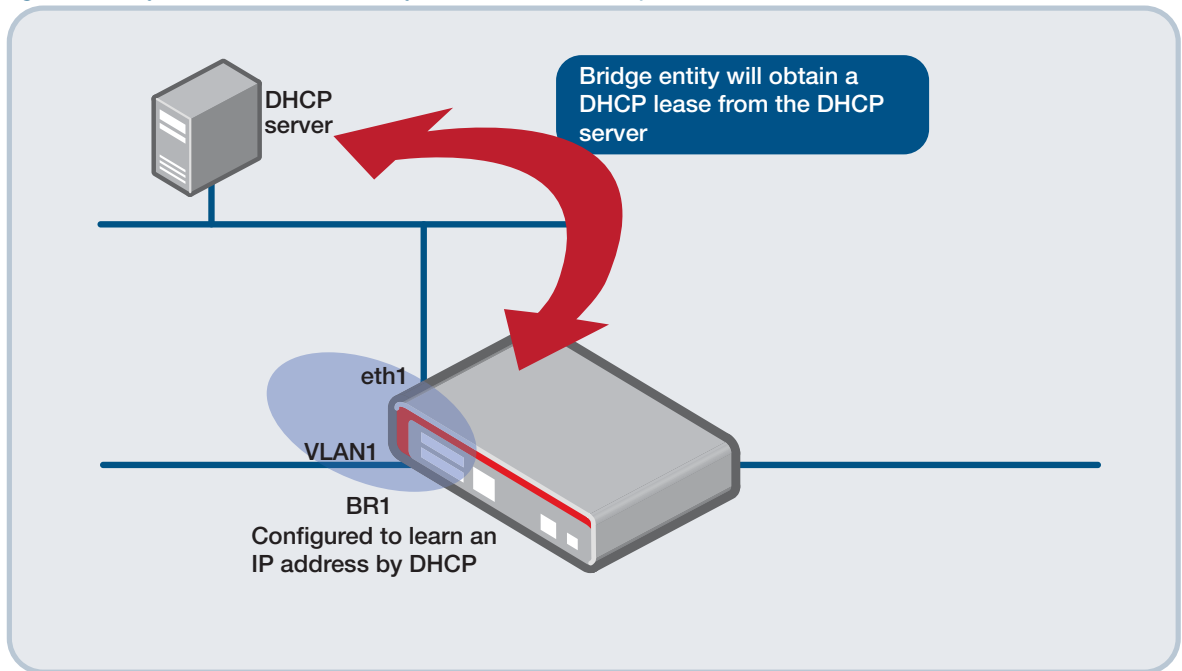 DHCP
server
Bridge entity will obtain a
DHCP lease from the DHCP
server
eth1
VLAN1
BR1
Configured to learn an
IP address by DHCP